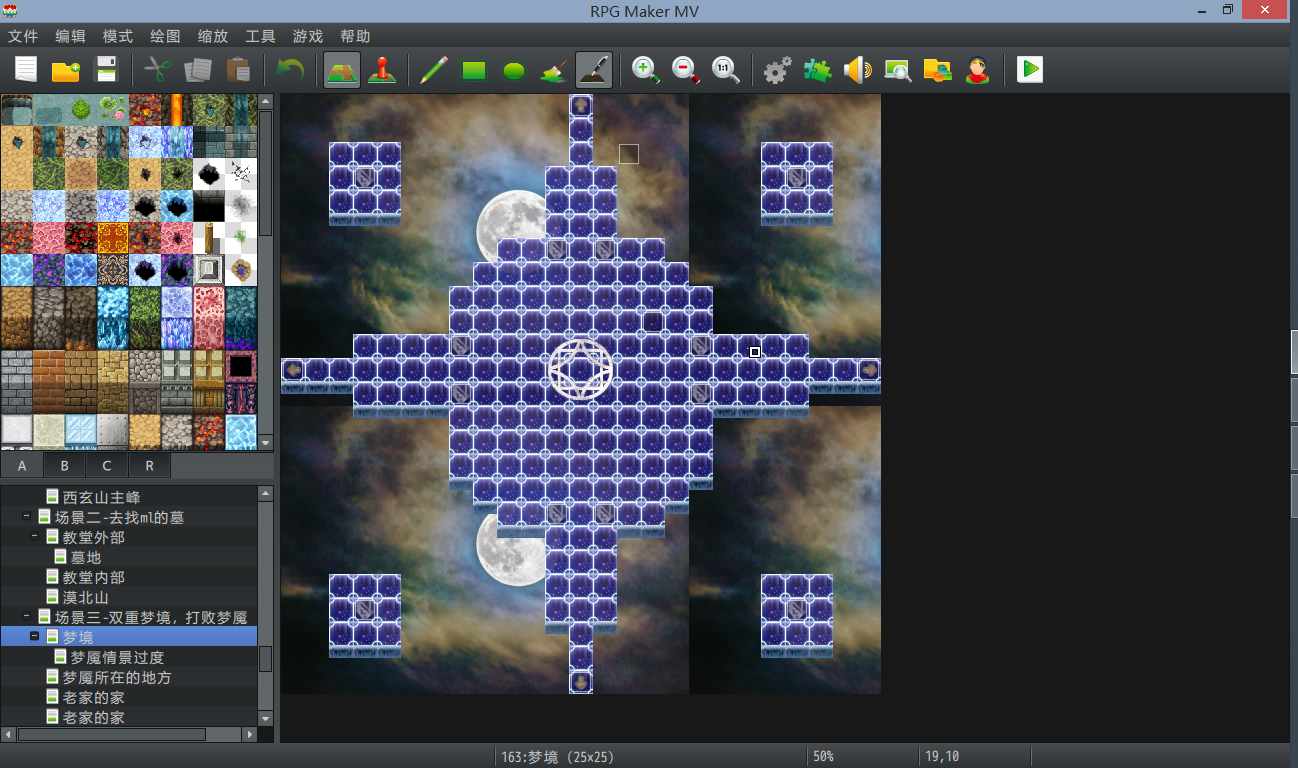 RPG Maker MV
文件 编辑 模式 绘图 缩放 工具 游戏 帮助
1:1
A B C R
西玄山主峰
场景二-去找ml的墓
教堂外部
墓地
教堂内部
漠北山
场景三-双重梦境，打败梦魇
梦境
梦魇情景过度
梦魇所在的地方
老家的家
老家的家
163:梦境 (25x25) 50% 19,10